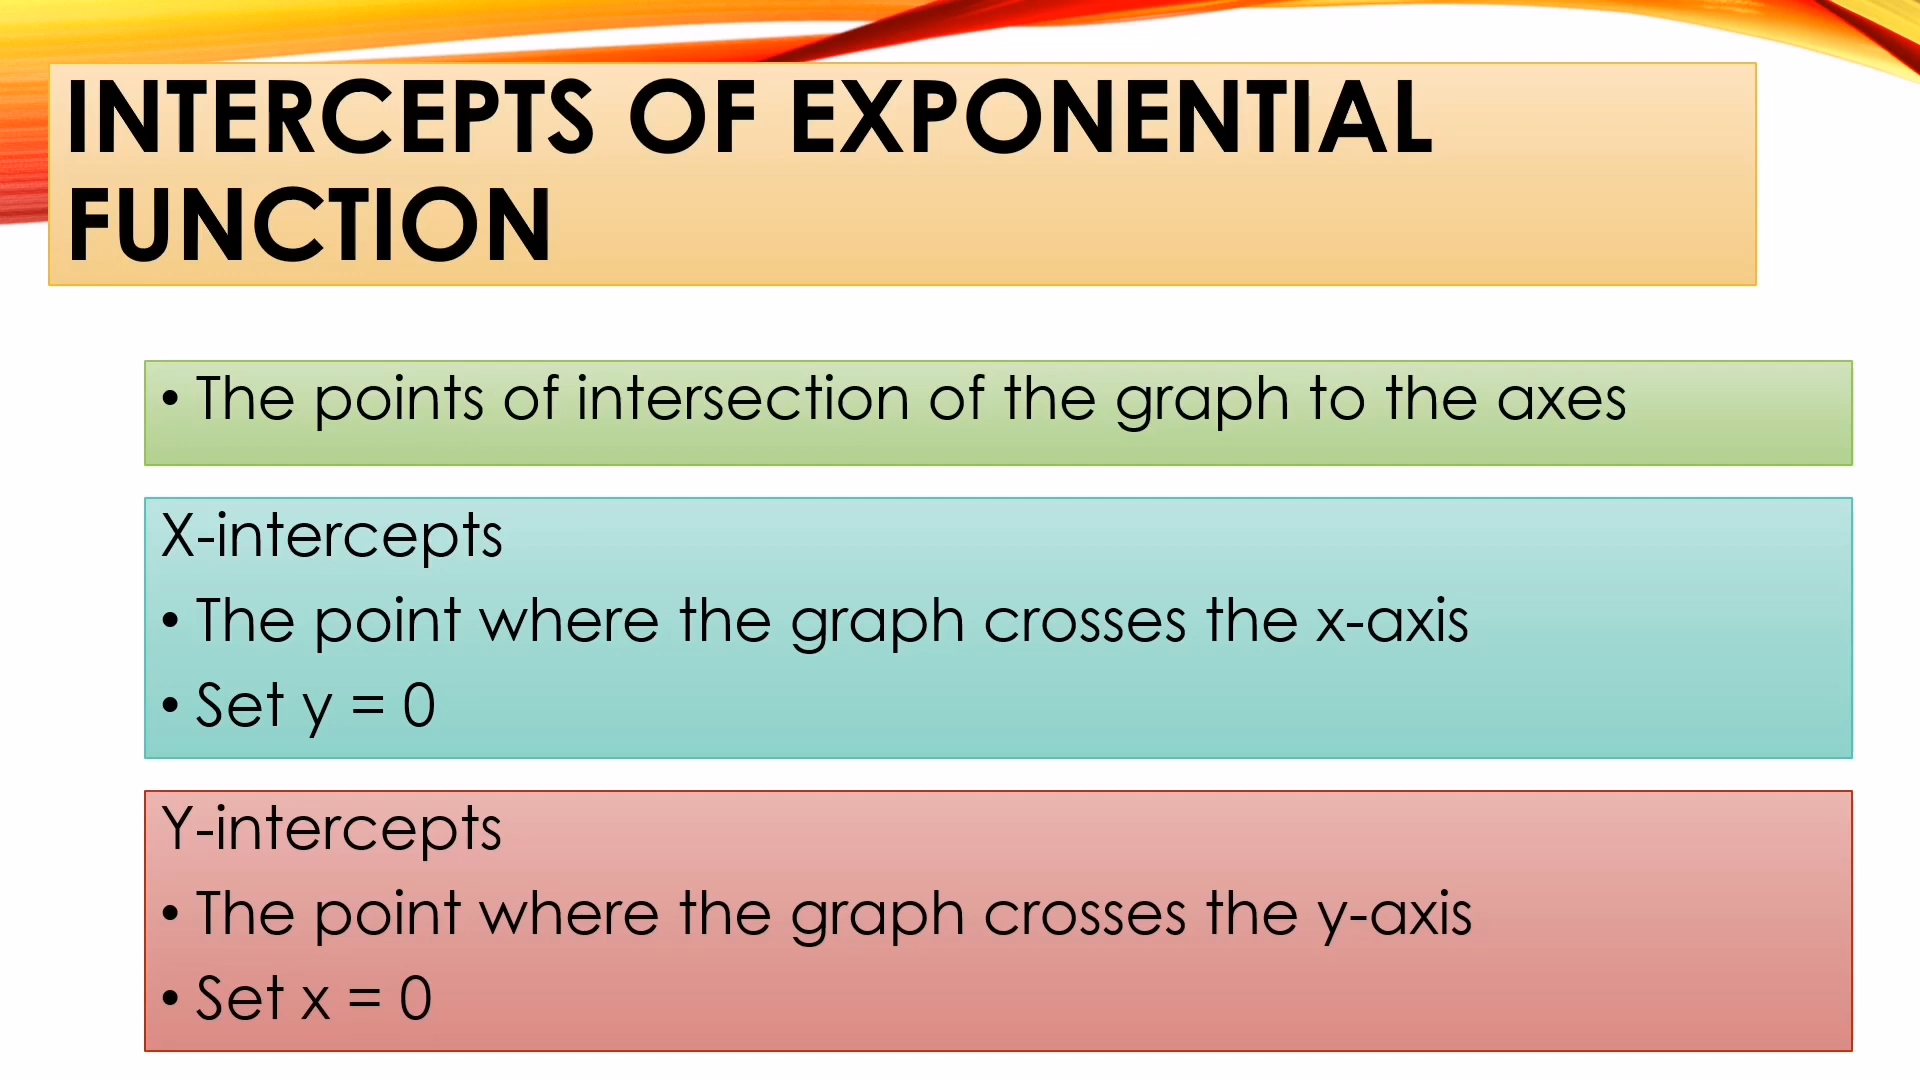 INTERCEPTS OF EXPONENTIAL
FUNCTION
• The points of intersection of the graph to the axes
X-intercepts
• The point where the graph crosses the x-axis
• Set y = 0
Y-intercepts
• The point where the graph crosses the y-axis
• Set x = 0